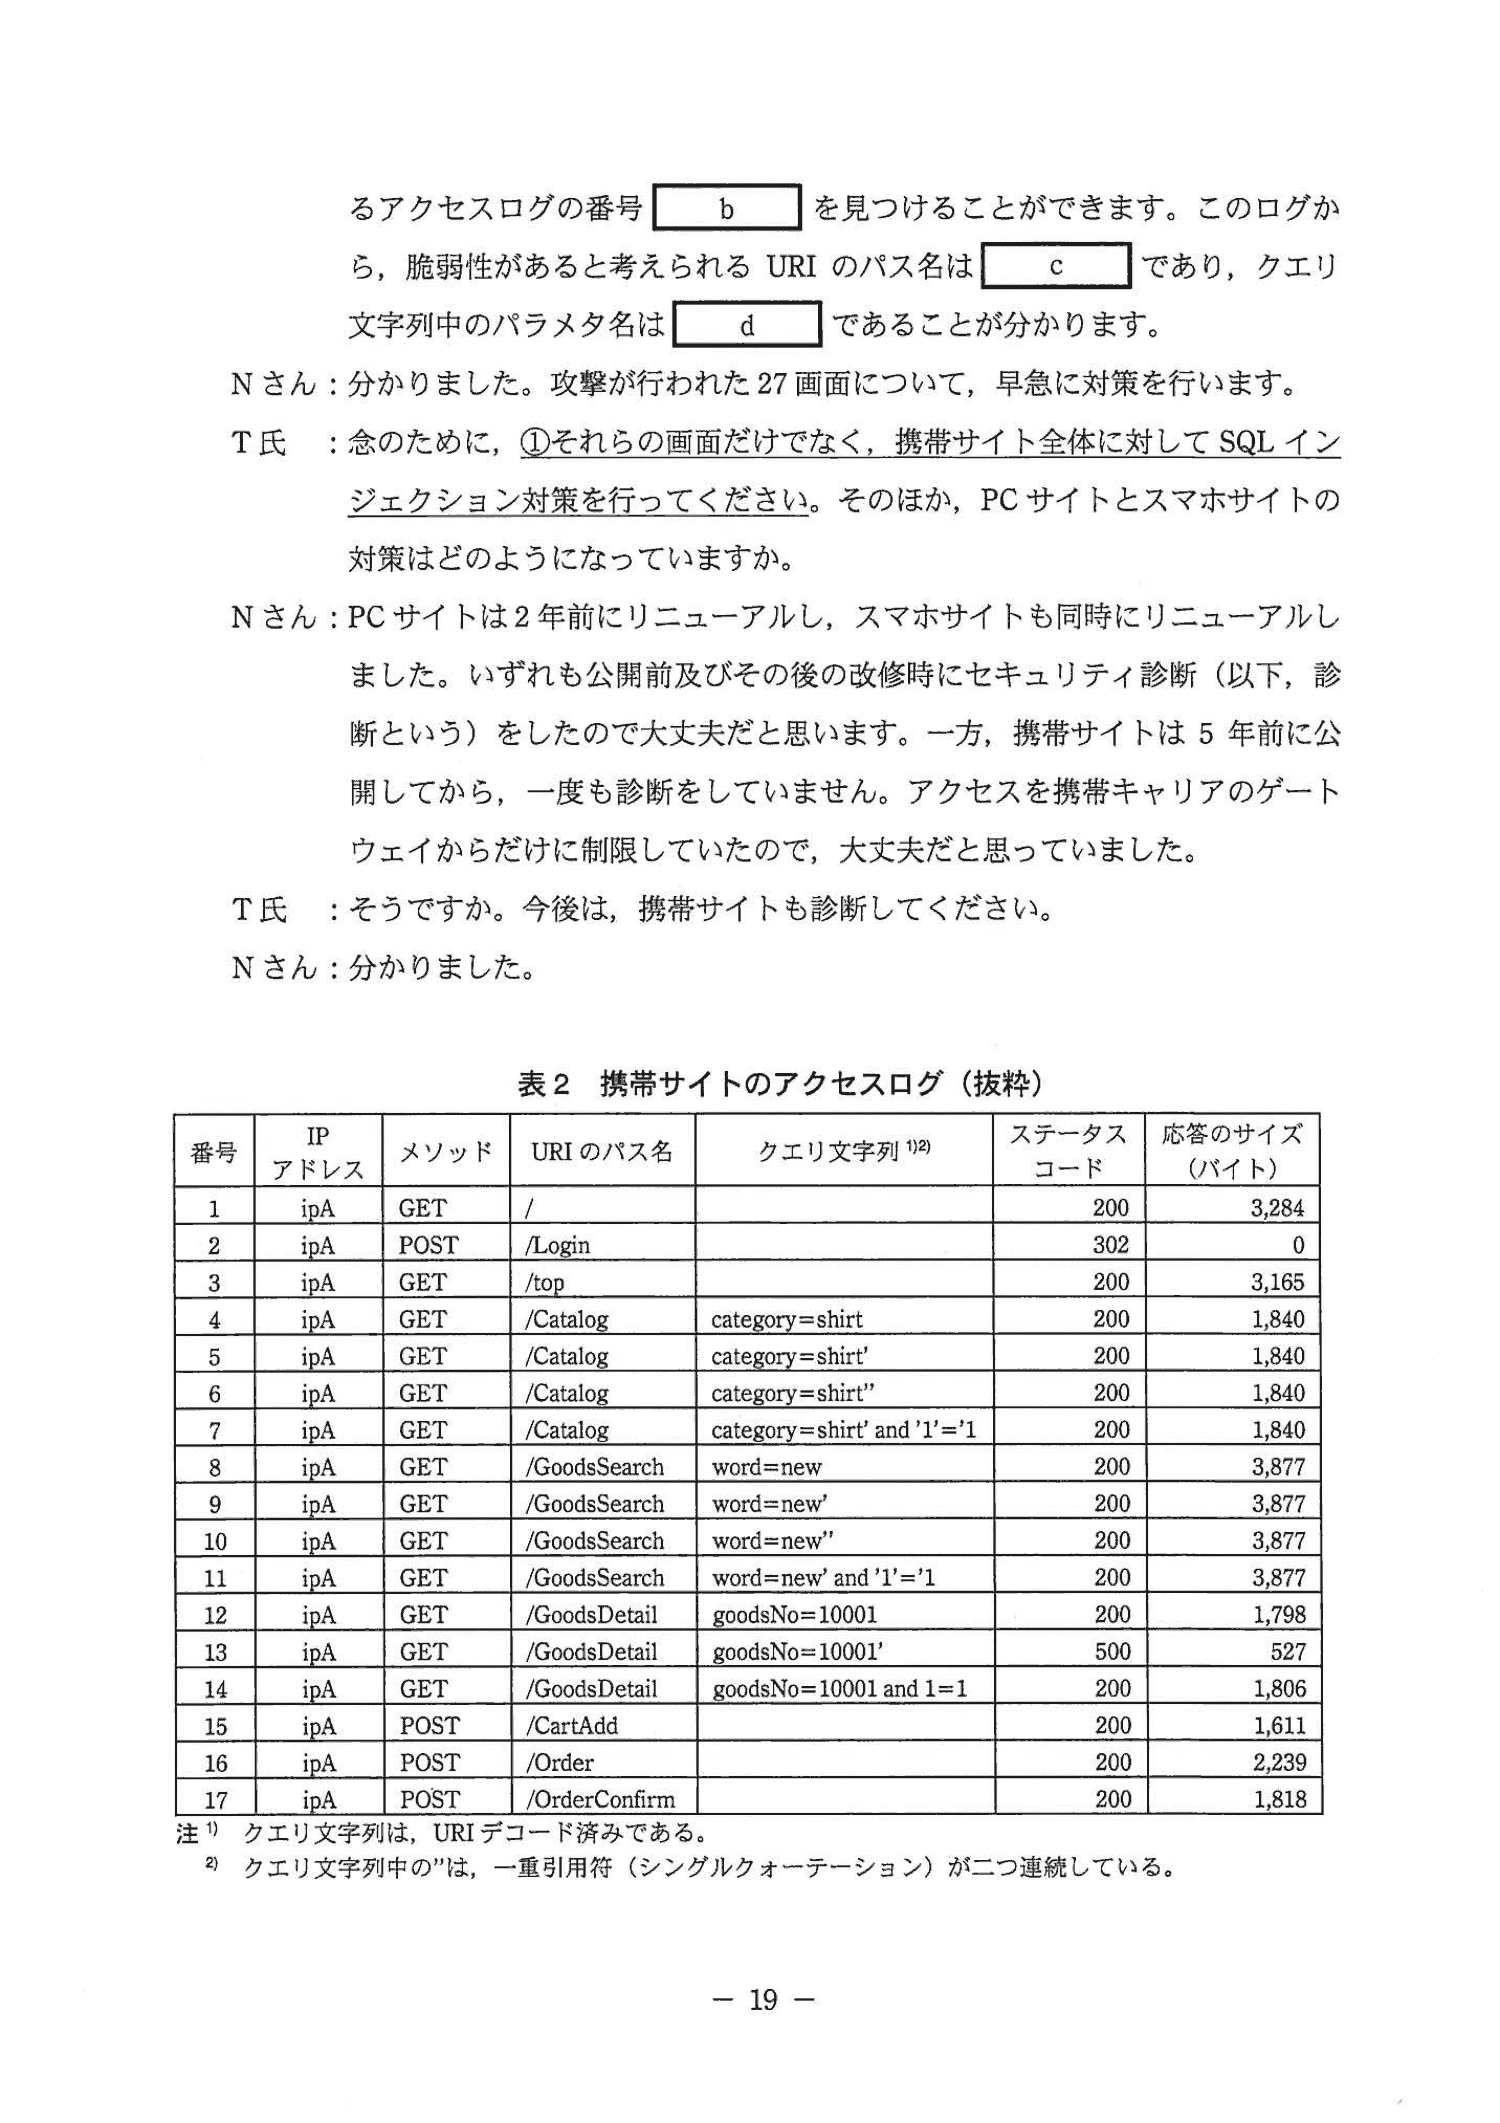 るアクセスログの番号 b を見つけることができます。このログか
ら，脆弱性があると考えられる URI のパス名は c であり，クエリ
文字列中のパラメタ名は d であることが分かります。
Nさん：分かりました。攻撃が行われた 27 画面について，早急に対策を行います。
T氏 ：念のために，①それらの画面だけでなく，携帯サイト全体に対して SQL イン
ジェクション対策を行ってください。そのほか，PC サイトとスマホサイトの
対策はどのようになっていますか。
Nさん：PC サイトは 2 年前にリニューアルし，スマホサイトも同時にリニューアルし
ました。いずれも公開前及びその後の改修時にセキュリティ診断（以下，診
断という）をしたので大丈夫だと思います。一方，携帯サイトは 5 年前に公
開してから，一度も診断をしていません。アクセスを携帯キャリアのゲート
ウェイからだけに制限していたので，大丈夫だと思っていました。
T氏 ：そうですか。今後は，携帯サイトも診断してください。
Nさん：分かりました。
表2 携帯サイトのアクセスログ（抜粋）
番号 IPアドレス メソッド URI のパス名 クエリ文字列 1)2) ステータスコード 応答のサイズ（バイト）
1 ipA GET / 200 3,284
2 ipA POST /Login 302 0
3 ipA GET /top 200 3,165
4 ipA GET /Catalog category=shirt 200 1,840
5 ipA GET /Catalog category=shirt' 200 1,840
6 ipA GET /Catalog category=shirt'' 200 1,840
7 ipA GET /Catalog category=shirt' and '1'='1 200 1,840
8 ipA GET /GoodsSearch word=new 200 3,877
9 ipA GET /GoodsSearch word=new' 200 3,877
10 ipA GET /GoodsSearch word=new'' 200 3,877
11 ipA GET /GoodsSearch word=new' and '1'='1 200 3,877
12 ipA GET /GoodsDetail goodsNo=10001 200 1,798
13 ipA GET /GoodsDetail goodsNo=10001' 500 527
14 ipA GET /GoodsDetail goodsNo=10001 and 1=1 200 1,806
15 ipA POST /CartAdd 200 1,611
16 ipA POST /Order 200 2,239
17 ipA POST /OrderConfirm 200 1,818
注 1) クエリ文字列は，URI デコード済みである。
2) クエリ文字列中の''は，一重引用符（シングルクォーテーション）が二つ連続している。
－ 19 －